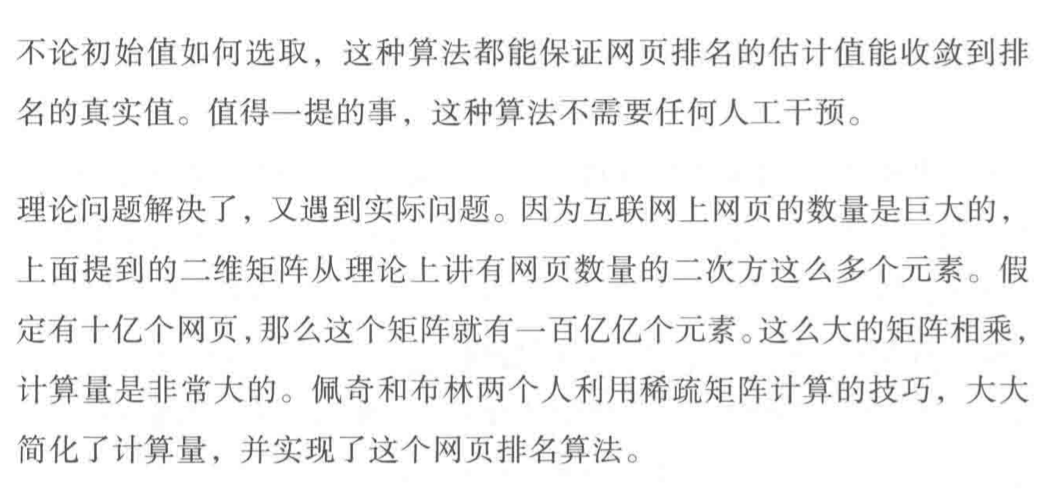 不论初始值如何选取，这种算法都能保证网页排名的估计值能收敛到排
名的真实值。值得一提的事，这种算法不需要任何人工干预。
理论问题解决了，又遇到实际问题。因为互联网上网页的数量是巨大的，
上面提到的二维矩阵从理论上讲有网页数量的二次方这么多个元素。假
定有十亿个网页，那么这个矩阵就有一百亿亿个元素。这么大的矩阵相乘，
计算量是非常大的。佩奇和布林两个人利用稀疏矩阵计算的技巧，大大
简化了计算量，并实现了这个网页排名算法。